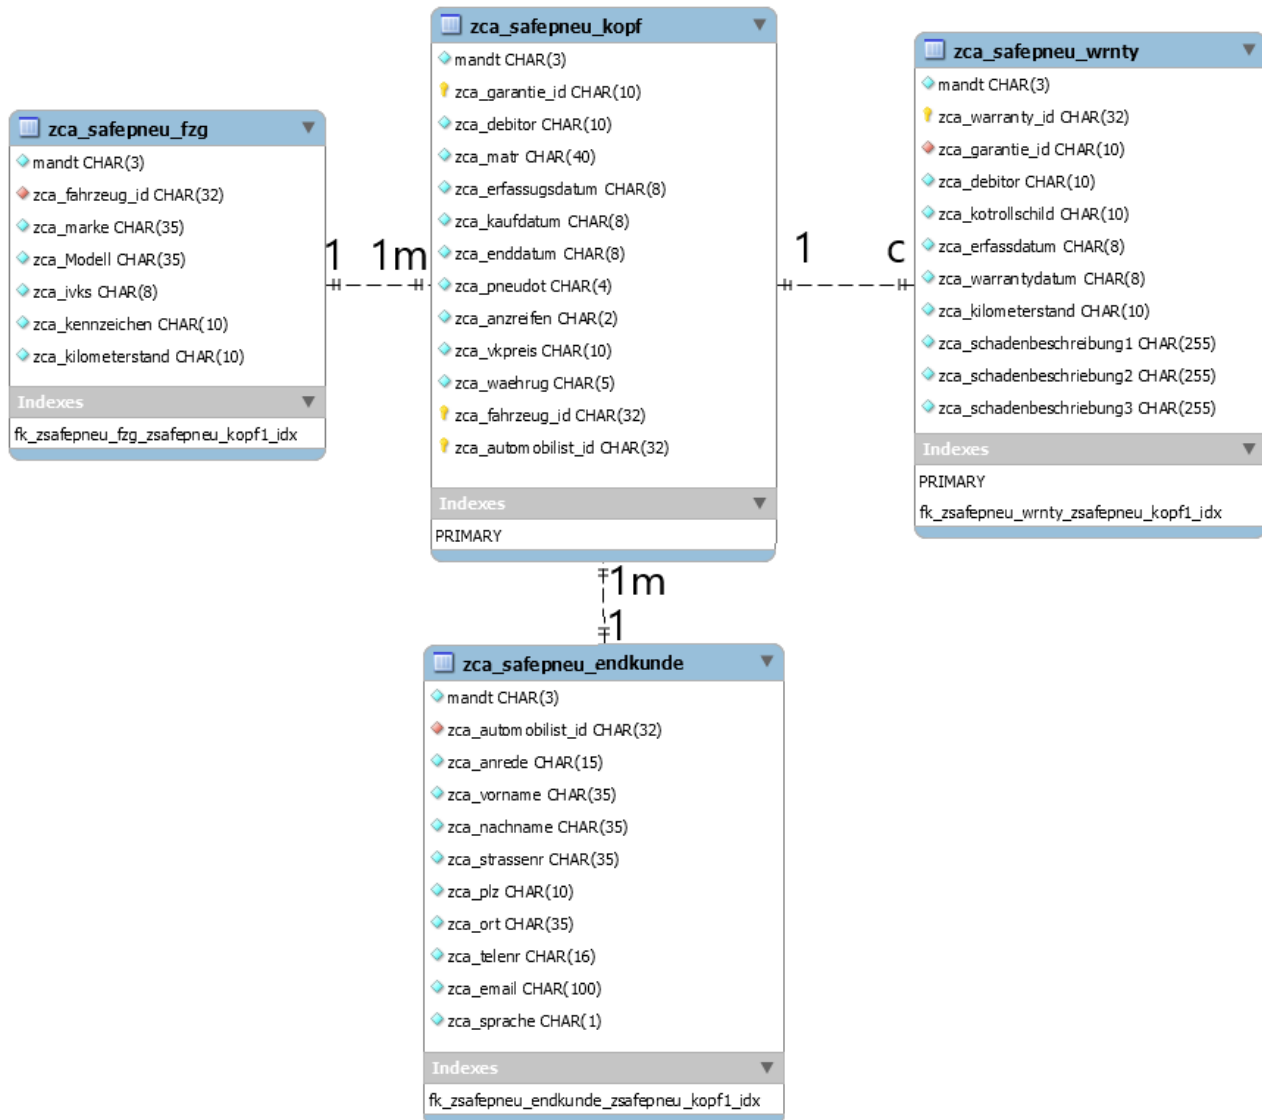 zca_safepneu_fzg
mandt CHAR(3)
zca_fahrzeug_id CHAR(32)
zca_marke CHAR(35)
zca_Modell CHAR(35)
zca_ivks CHAR(8)
zca_kennzeichen CHAR(10)
zca_kilometerstand CHAR(10)
Indexes
fk_zsafepneu_fzg_zsafepneu_kopf1_idx
1 1m
zca_safepneu_kopf
mandt CHAR(3)
zca_garantie_id CHAR(10)
zca_debitor CHAR(10)
zca_matr CHAR(40)
zca_erfassugsdatum CHAR(8)
zca_kaufdatum CHAR(8)
zca_enddatum CHAR(8)
zca_pneudot CHAR(4)
zca_anzreifen CHAR(2)
zca_vkpreis CHAR(10)
zca_waehrug CHAR(5)
zca_fahrzeug_id CHAR(32)
zca_automobilist_id CHAR(32)
Indexes
PRIMARY
1 c
zca_safepneu_wrnty
mandt CHAR(3)
zca_warranty_id CHAR(32)
zca_garantie_id CHAR(10)
zca_debitor CHAR(10)
zca_kotrollschild CHAR(10)
zca_erfassdatum CHAR(8)
zca_warrantydatum CHAR(8)
zca_kilometerstand CHAR(10)
zca_schadenbeschreibung1 CHAR(255)
zca_schadenbeschriebung2 CHAR(255)
zca_schadenbeschriebung3 CHAR(255)
Indexes
PRIMARY
fk_zsafepneu_wrnty_zsafepneu_kopf1_idx
1m
1
zca_safepneu_endkunde
mandt CHAR(3)
zca_automobilist_id CHAR(32)
zca_anrede CHAR(15)
zca_vorname CHAR(35)
zca_nachname CHAR(35)
zca_strassenr CHAR(35)
zca_plz CHAR(10)
zca_ort CHAR(35)
zca_telenr CHAR(16)
zca_email CHAR(100)
zca_sprache CHAR(1)
Indexes
fk_zsafepneu_endkunde_zsafepneu_kopf1_idx